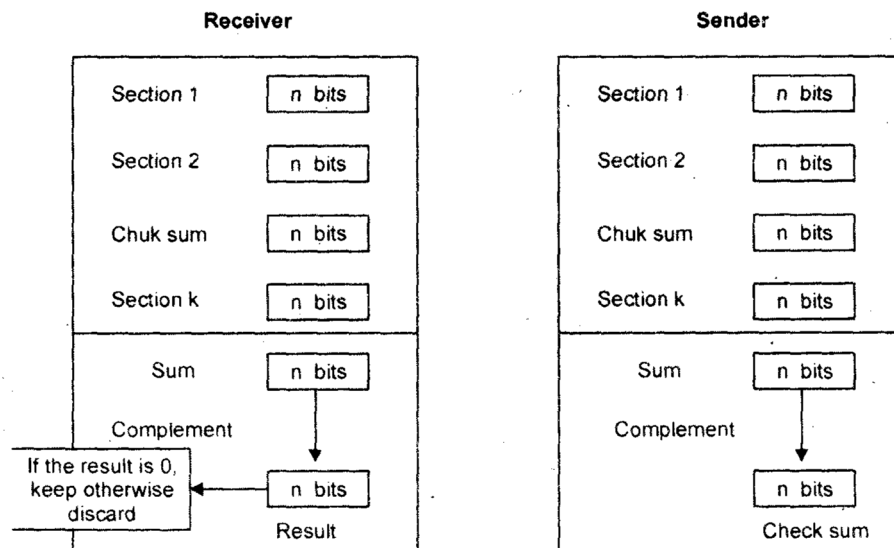 Receiver
Section 1 n bits
Section 2 n bits
Chuk sum n bits
Section k n bits
Sum n bits
Complement
If the result is 0,
keep otherwise
discard
n bits
Result
Sender
Section 1 n bits
Section 2 n bits
Chuk sum n bits
Section k n bits
Sum n bits
Complement
n bits
Check sum